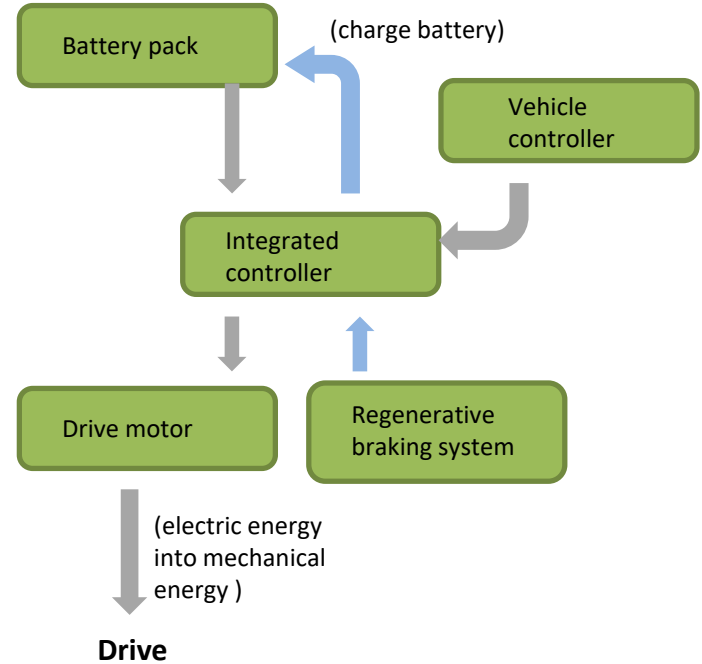 (charge battery)
Battery pack
Vehicle
controller
Integrated
controller
Drive motor
Regenerative
braking system
(electric energy
into mechanical
energy )
Drive